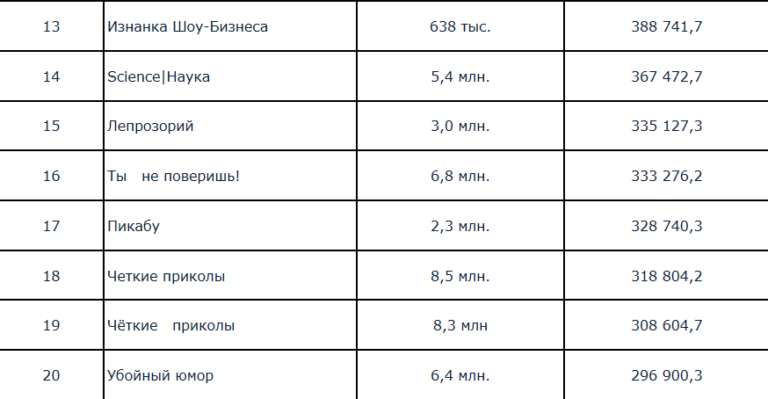 13 Изнанка Шоу-Бизнеса 638 тыс. 388 741,7
14 Science|Наука 5,4 млн. 367 472,7
15 Лепрозорий 3,0 млн. 335 127,3
16 Ты не поверишь! 6,8 млн. 333 276,2
17 Пикабу 2,3 млн. 328 740,3
18 Четкие приколы 8,5 млн. 318 804,2
19 Чёткие приколы 8,3 млн 308 604,7
20 Убойный юмор 6,4 млн. 296 900,3